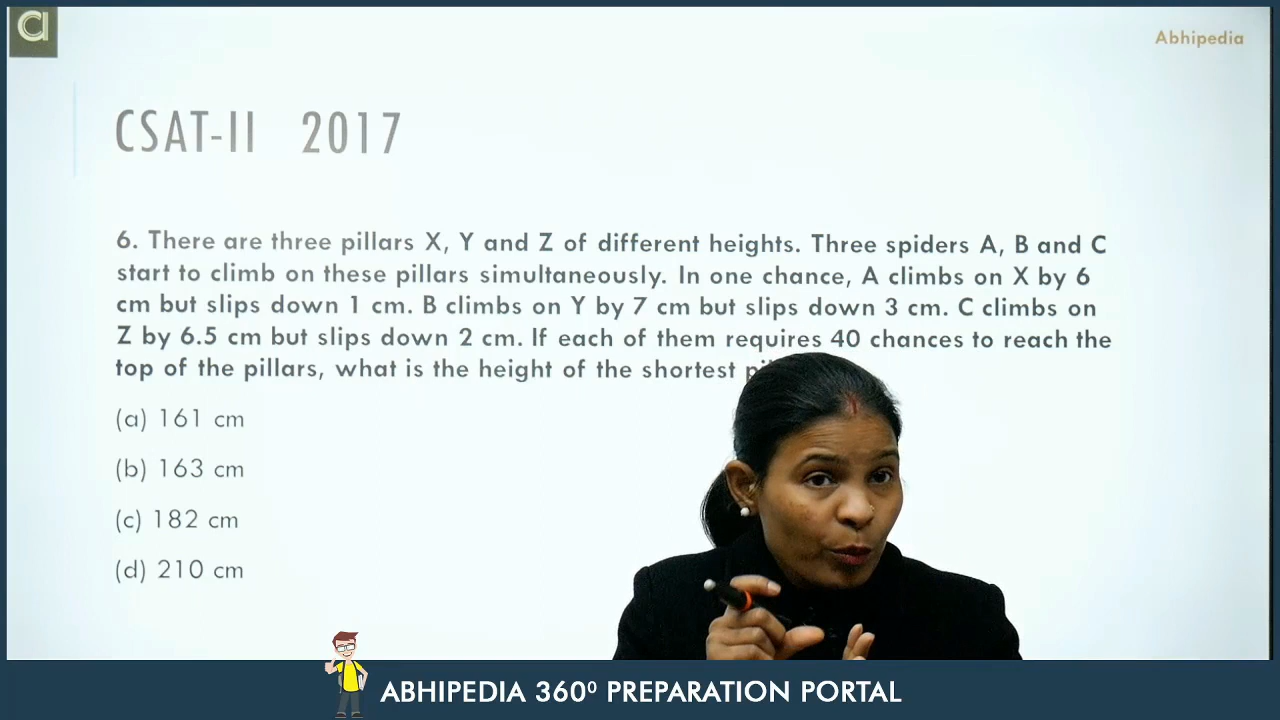 Abhipedia
CSAT-II 2017
6. There are three pillars X, Y and Z of different heights. Three spiders A, B and C
start to climb on these pillars simultaneously. In one chance, A climbs on X by 6
cm but slips down 1 cm. B climbs on Y by 7 cm but slips down 3 cm. C climbs on
Z by 6.5 cm but slips down 2 cm. If each of them requires 40 chances to reach the
top of the pillars, what is the height of the shortest
(a) 161 cm
(b) 163 cm
(c) 182 cm
(d) 210 cm
ABHIPEDIA 360⁰ PREPARATION PORTAL